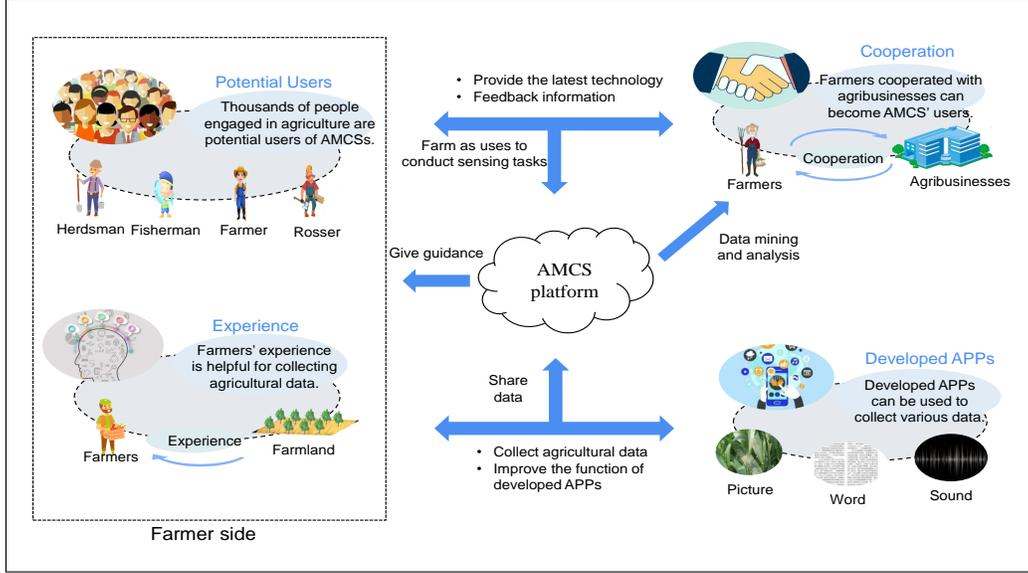 Potential Users
Thousands of people
engaged in agriculture are
potential users of AMCSs.
Herdsman
Fisherman
Farmer
Rosser
Experience
Farmers' experience
is helpful for collecting
agricultural data.
Experience
Farmers
Farmland
Farmer side
• Provide the latest technology
• Feedback information
Farm as uses to
conduct sensing tasks
Give guidance
AMCS
platform
Data mining
and analysis
Share
data
• Collect agricultural data
• Improve the function of
developed APPs
Cooperation
Farmers cooperated with
agribusinesses can
become AMCS' users.
Cooperation
Farmers
Agribusinesses
Developed APPs
Developed APPs
can be used to
collect various data.
Picture
Word
Sound